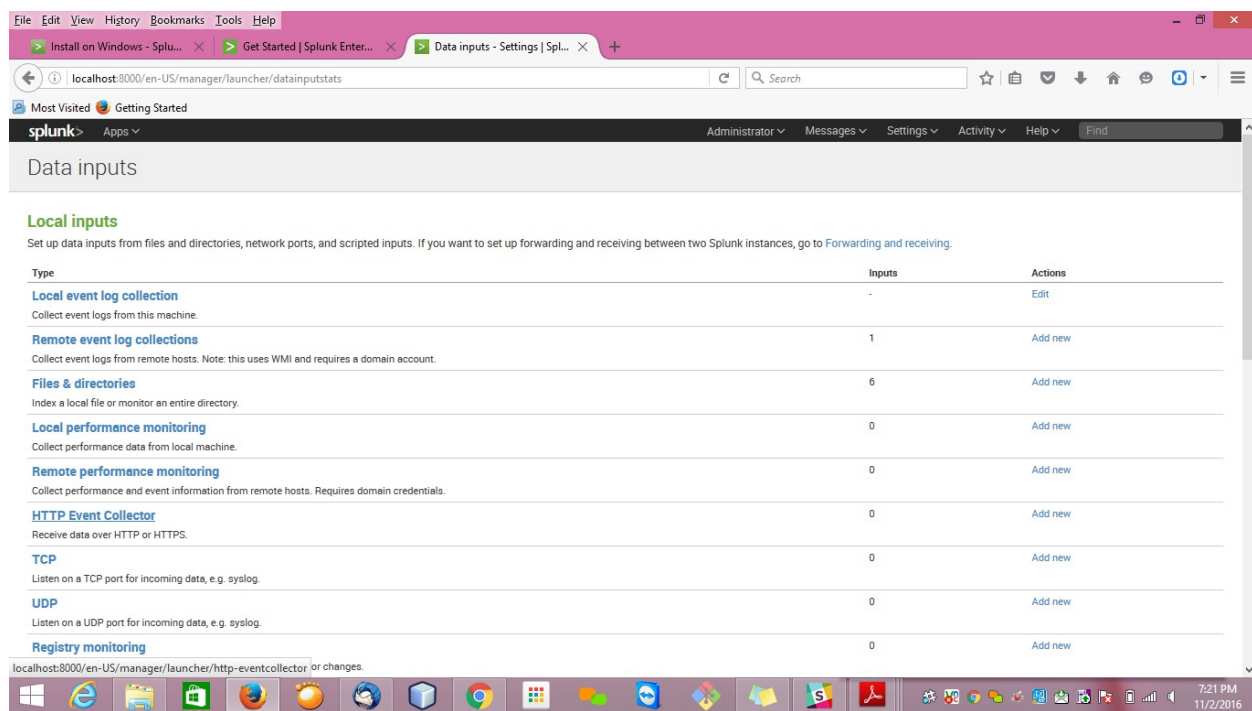 File Edit View History Bookmarks Tools Help
Install on Windows - Splu... Get Started | Splunk Enter... Data inputs - Settings | Spl...
localhost:8000/en-US/manager/launcher/datainputstats Search
Most Visited Getting Started
splunk> Apps Administrator Messages Settings Activity Help Find
Data inputs
Local inputs
Set up data inputs from files and directories, network ports, and scripted inputs. If you want to set up forwarding and receiving between two Splunk instances, go to Forwarding and receiving.
Type Inputs Actions
Local event log collection - Edit
Collect event logs from this machine.
Remote event log collections 1 Add new
Collect event logs from remote hosts. Note: this uses WMI and requires a domain account.
Files & directories 6 Add new
Index a local file or monitor an entire directory.
Local performance monitoring 0 Add new
Collect performance data from local machine.
Remote performance monitoring 0 Add new
Collect performance and event information from remote hosts. Requires domain credentials.
HTTP Event Collector 0 Add new
Receive data over HTTP or HTTPS.
TCP 0 Add new
Listen on a TCP port for incoming data, e.g. syslog.
UDP 0 Add new
Listen on a UDP port for incoming data, e.g. syslog.
Registry monitoring 0 Add new
localhost:8000/en-US/manager/launcher/http-eventcollector or changes.
7:21 PM
11/2/2016